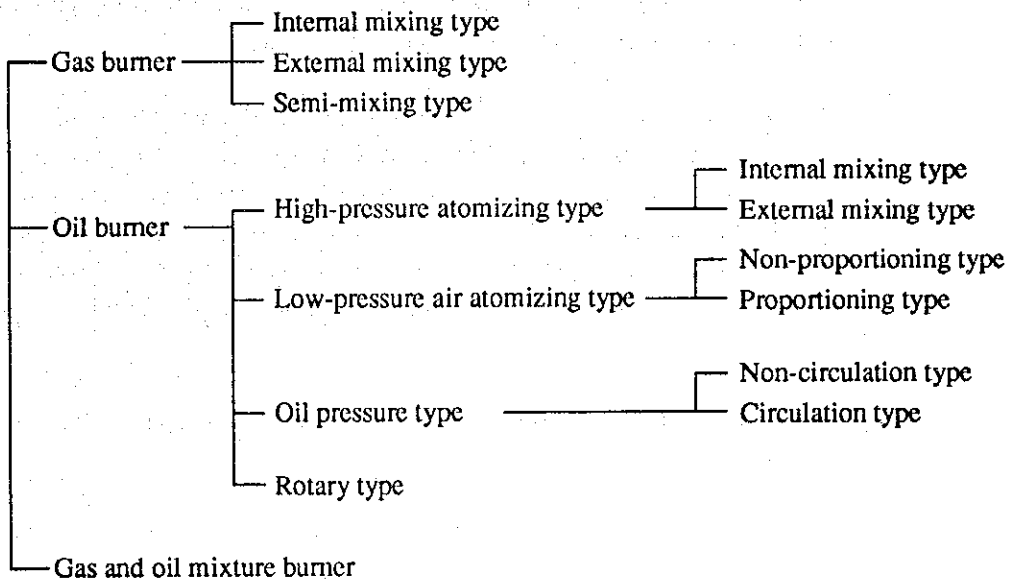 Internal mixing type
Gas burner
External mixing type
Semi-mixing type
Internal mixing type
High-pressure atomizing type
External mixing type
Oil burner
Non-proportioning type
Low-pressure air atomizing type
Proportioning type
Non-circulation type
Oil pressure type
Circulation type
Rotary type
Gas and oil mixture burner